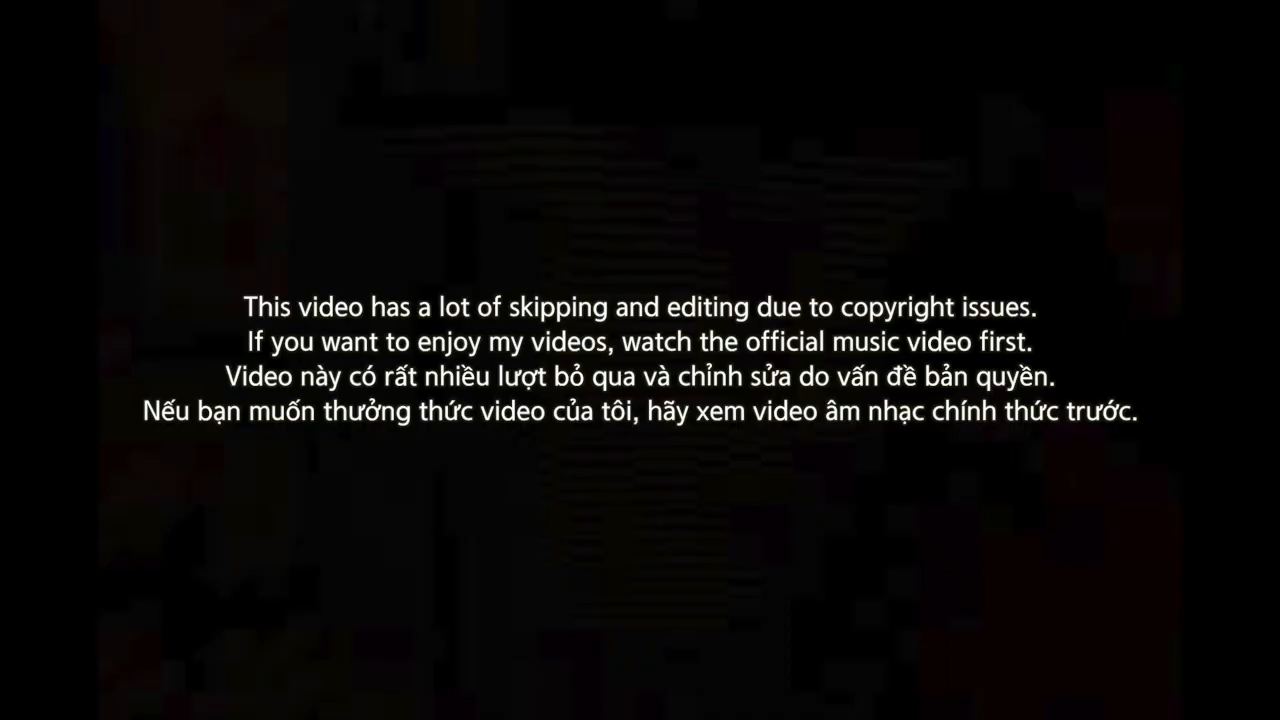 This video has a lot of skipping and editing due to copyright issues.
If you want to enjoy my videos, watch the official music video first.
Video này có rất nhiều lượt bỏ qua và chỉnh sửa do vấn đề bản quyền.
Nếu bạn muốn thưởng thức video của tôi, hãy xem video âm nhạc chính thức trước.